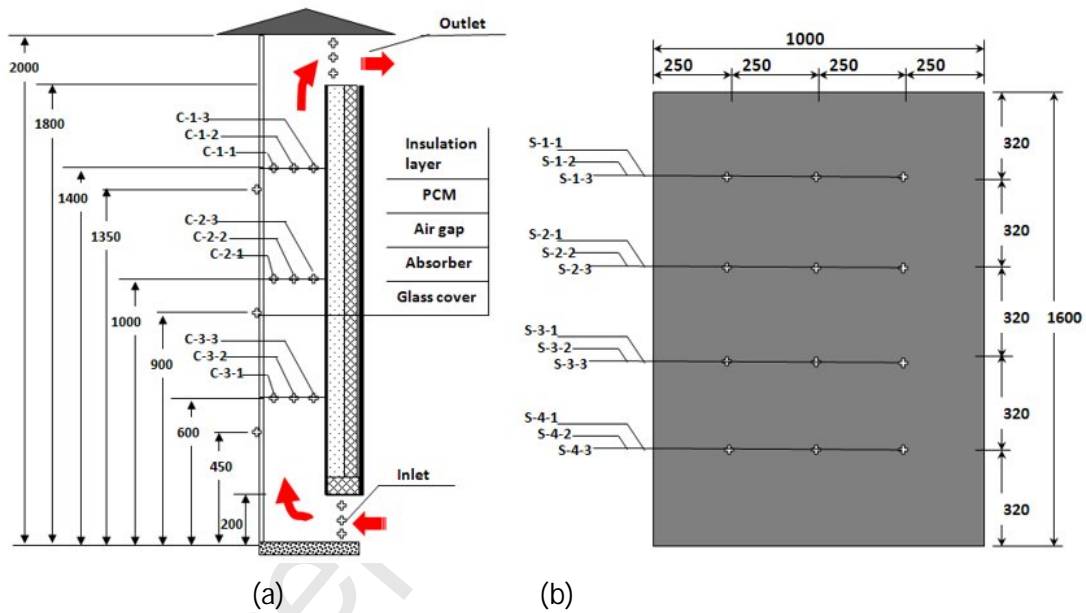 Outlet
2000
1800
C-1-3
C-1-2
C-1-1
1400
1350
C-2-3
C-2-2
C-2-1
1000
900
C-3-3
C-3-2
C-3-1
600
450
200
Inlet
Insulation
layer
PCM
Air gap
Absorber
Glass cover
(a)
1000
250 250 250 250
S-1-1
S-1-2
S-1-3
S-2-1
S-2-2
S-2-3
S-3-1
S-3-2
S-3-3
S-4-1
S-4-2
S-4-3
320
320
320
320
320
1600
(b)